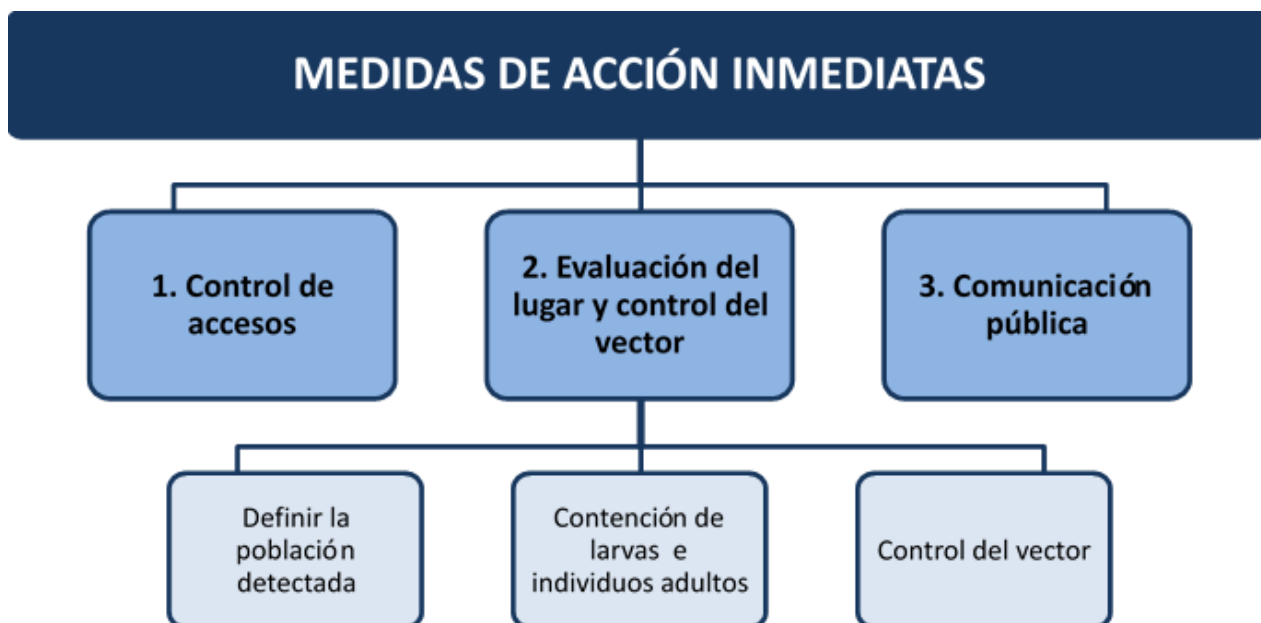 MEDIDAS DE ACCIÓN INMEDIATAS
1. Control de
accesos
2. Evaluación del
lugar y control del
vector
3. Comunicación
pública
Definir la
población
detectada
Contención de
larvas e
individuos adultos
Control del vector